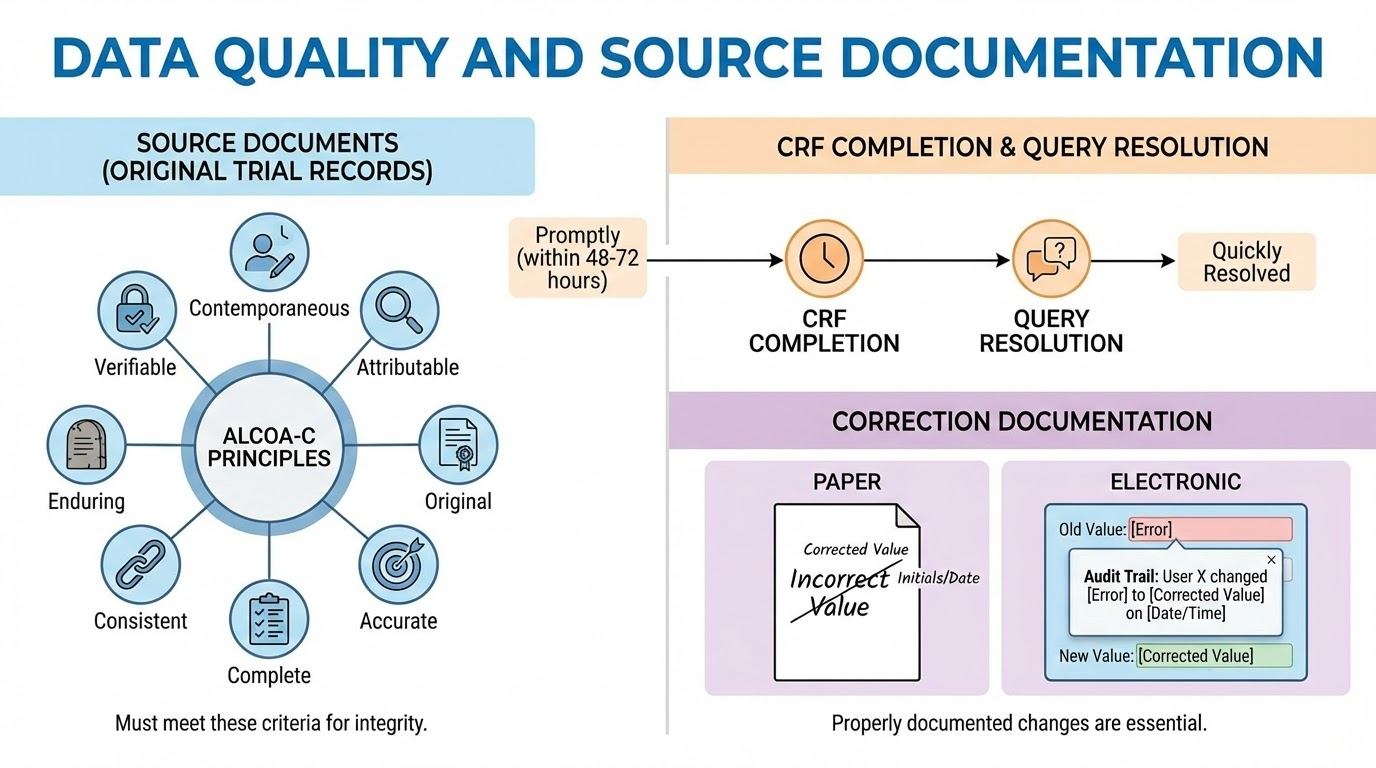 DATA QUALITY AND SOURCE DOCUMENTATION
SOURCE DOCUMENTS
(ORIGINAL TRIAL RECORDS)
Contemporaneous
Verifiable
Attributable
ALCOA-C
PRINCIPLES
Enduring
Original
Consistent
Accurate
Complete
Must meet these criteria for integrity.
CRF COMPLETION & QUERY RESOLUTION
Promptly
(within 48-72
hours)
CRF
COMPLETION
?
QUERY
RESOLUTION
Quickly
Resolved
CORRECTION DOCUMENTATION
PAPER
Corrected Value
Incorrect
Value
Initials/Date
ELECTRONIC
Old Value: [Error]
Audit Trail: User X changed
[Error] to [Corrected Value]
on [Date/Time]
New Value: [Corrected Value]
Properly documented changes are essential.